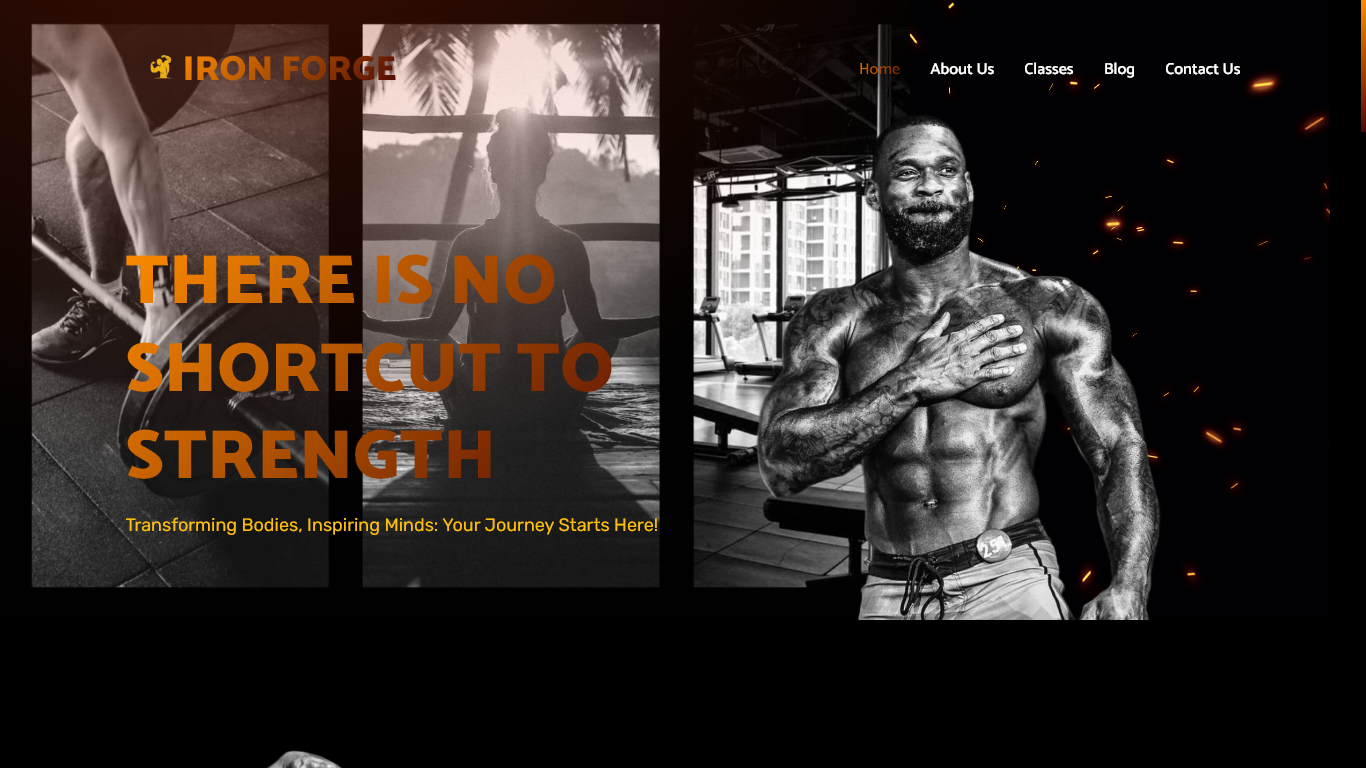 IRON FORGE
Home About Us Classes Blog Contact Us
THERE IS NO
SHORTCUT TO
STRENGTH
Transforming Bodies, Inspiring Minds: Your Journey Starts Here!